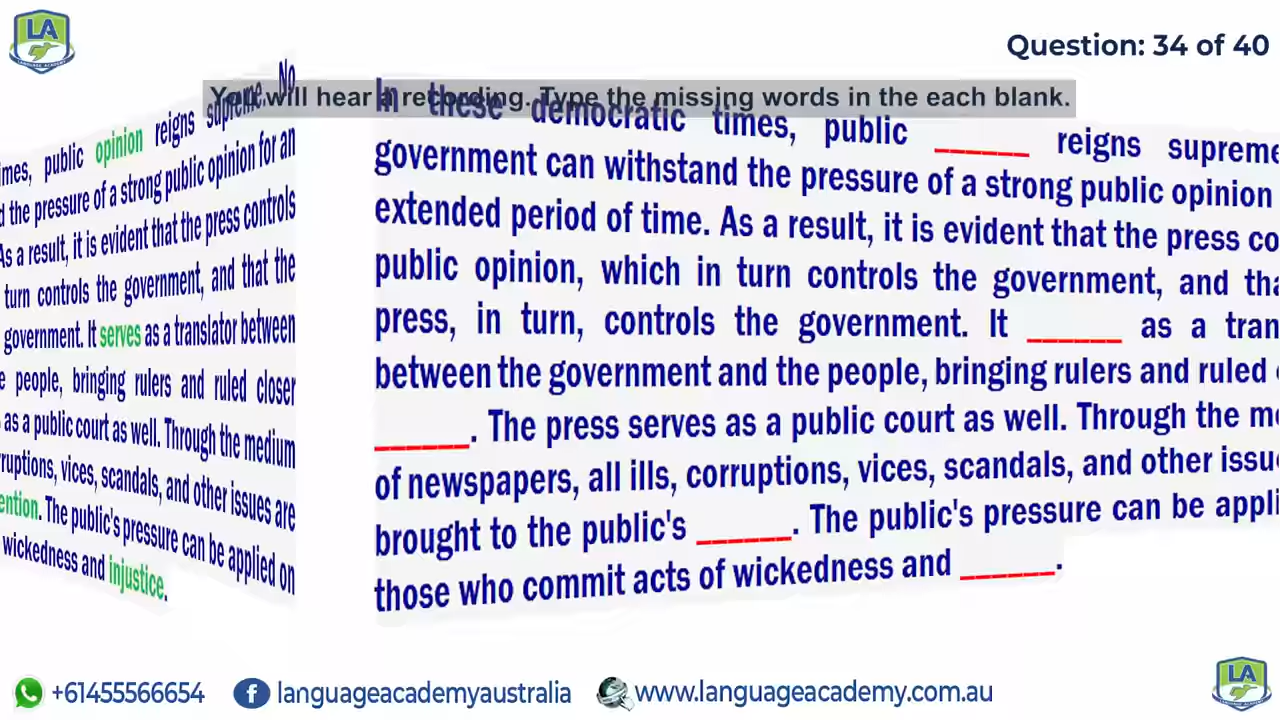 LA
LANGUAGE ACADEMY
Question: 34 of 40
You will hear a recording. Type the missing words in the each blank.
No
public opinion reigns supreme.
d the pressure of a strong public opinion for an
As a result, it is evident that the press controls
turn controls the government, and that the
government. It serves as a translator between
people, bringing rulers and ruled closer
as a public court as well. Through the medium
vices, scandals, and other issues are
ention. The public's pressure can be applied on
wickedness and injustice.
In these democratic times, public ______ reigns supreme
government can withstand the pressure of a strong public opinion
extended period of time. As a result, it is evident that the press co
public opinion, which in turn controls the government, and tha
press, in turn, controls the government. It ______ as a tran
between the government and the people, bringing rulers and ruled
______. The press serves as a public court as well. Through the me
of newspapers, all ills, corruptions, vices, scandals, and other issu
brought to the public's ______. The public's pressure can be appli
those who commit acts of wickedness and ______.
+61455566654
languageacademyaustralia
www.languageacademy.com.au